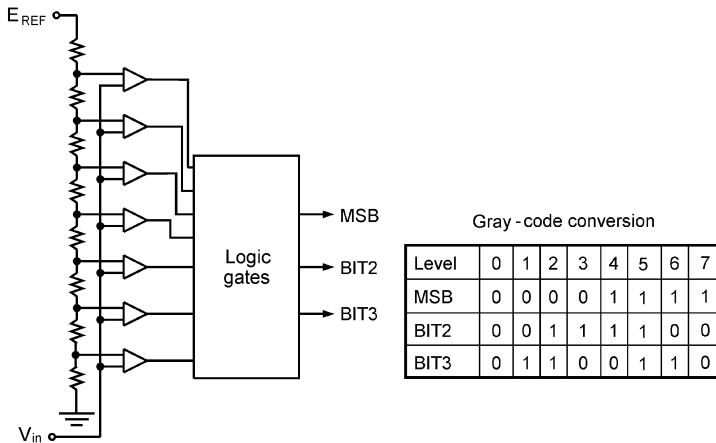 E REF
MSB
Logic
gates
BIT2
BIT3
Vin
Gray - code conversion
Level 0 1 2 3 4 5 6 7
MSB 0 0 0 0 1 1 1 1
BIT2 0 0 1 1 1 1 0 0
BIT3 0 1 1 0 0 1 1 0